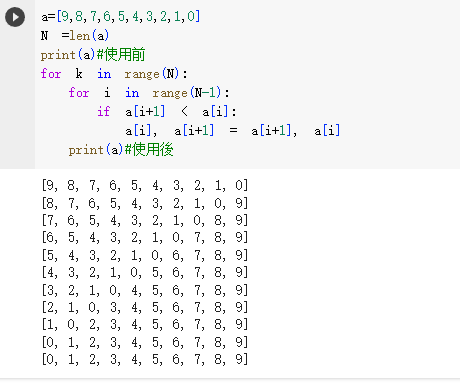 a=[9,8,7,6,5,4,3,2,1,0]
N =len(a)
print(a)#使用前
for k in range(N):
    for i in range(N-1):
        if a[i+1] < a[i]:
            a[i], a[i+1] = a[i+1], a[i]
    print(a)#使用後
[9, 8, 7, 6, 5, 4, 3, 2, 1, 0]
[8, 7, 6, 5, 4, 3, 2, 1, 0, 9]
[7, 6, 5, 4, 3, 2, 1, 0, 8, 9]
[6, 5, 4, 3, 2, 1, 0, 7, 8, 9]
[5, 4, 3, 2, 1, 0, 6, 7, 8, 9]
[4, 3, 2, 1, 0, 5, 6, 7, 8, 9]
[3, 2, 1, 0, 4, 5, 6, 7, 8, 9]
[2, 1, 0, 3, 4, 5, 6, 7, 8, 9]
[1, 0, 2, 3, 4, 5, 6, 7, 8, 9]
[0, 1, 2, 3, 4, 5, 6, 7, 8, 9]
[0, 1, 2, 3, 4, 5, 6, 7, 8, 9]